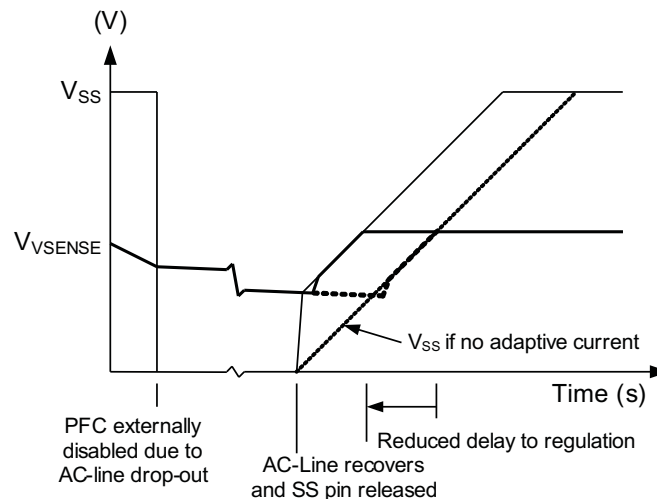 (V)
VSS
VVSENSE
VSS if no adaptive current
Time (s)
PFC externally
disabled due to
AC-line drop-out
AC-Line recovers
and SS pin released
Reduced delay to regulation